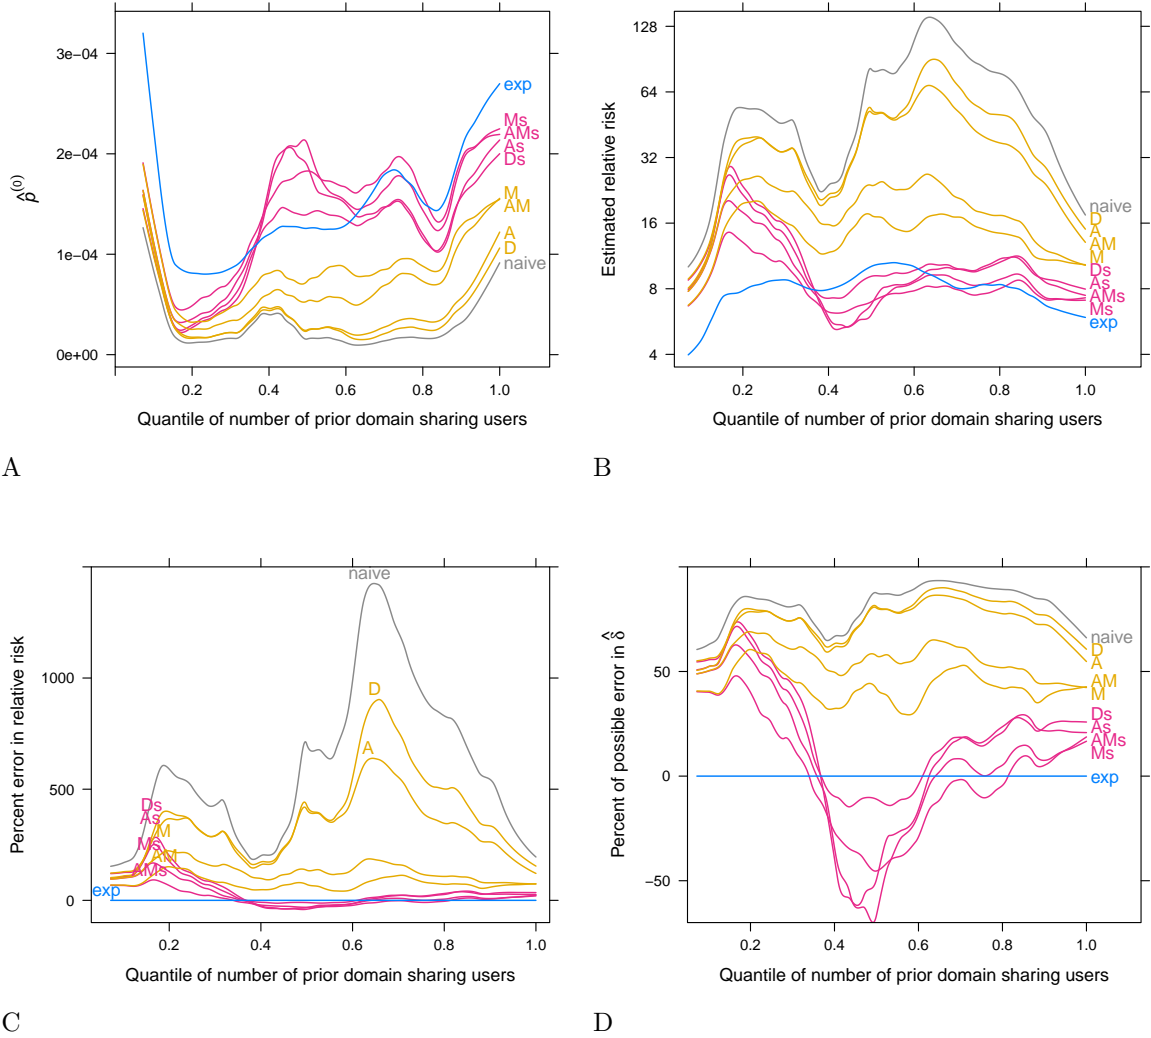 3e−04
2e−04
1e−04
0e+00
p̂(0)
exp
Ms
AMs
As
Ds
M
AM
A
D
naive
0.2 0.4 0.6 0.8 1.0
Quantile of number of prior domain sharing users
A
128
64
32
16
8
4
Estimated relative risk
naive
D
A
AM
M
Ds
As
AMs
Ms
exp
0.2 0.4 0.6 0.8 1.0
Quantile of number of prior domain sharing users
B
1000
500
0
Percent error in relative risk
naive
D
A
Ds
As
M
Ms
AM
AMs
exp
0.2 0.4 0.6 0.8 1.0
Quantile of number of prior domain sharing users
C
50
0
−50
Percent of possible error in δ̂
naive
D
A
AM
M
Ds
As
AMs
Ms
exp
0.2 0.4 0.6 0.8 1.0
Quantile of number of prior domain sharing users
D